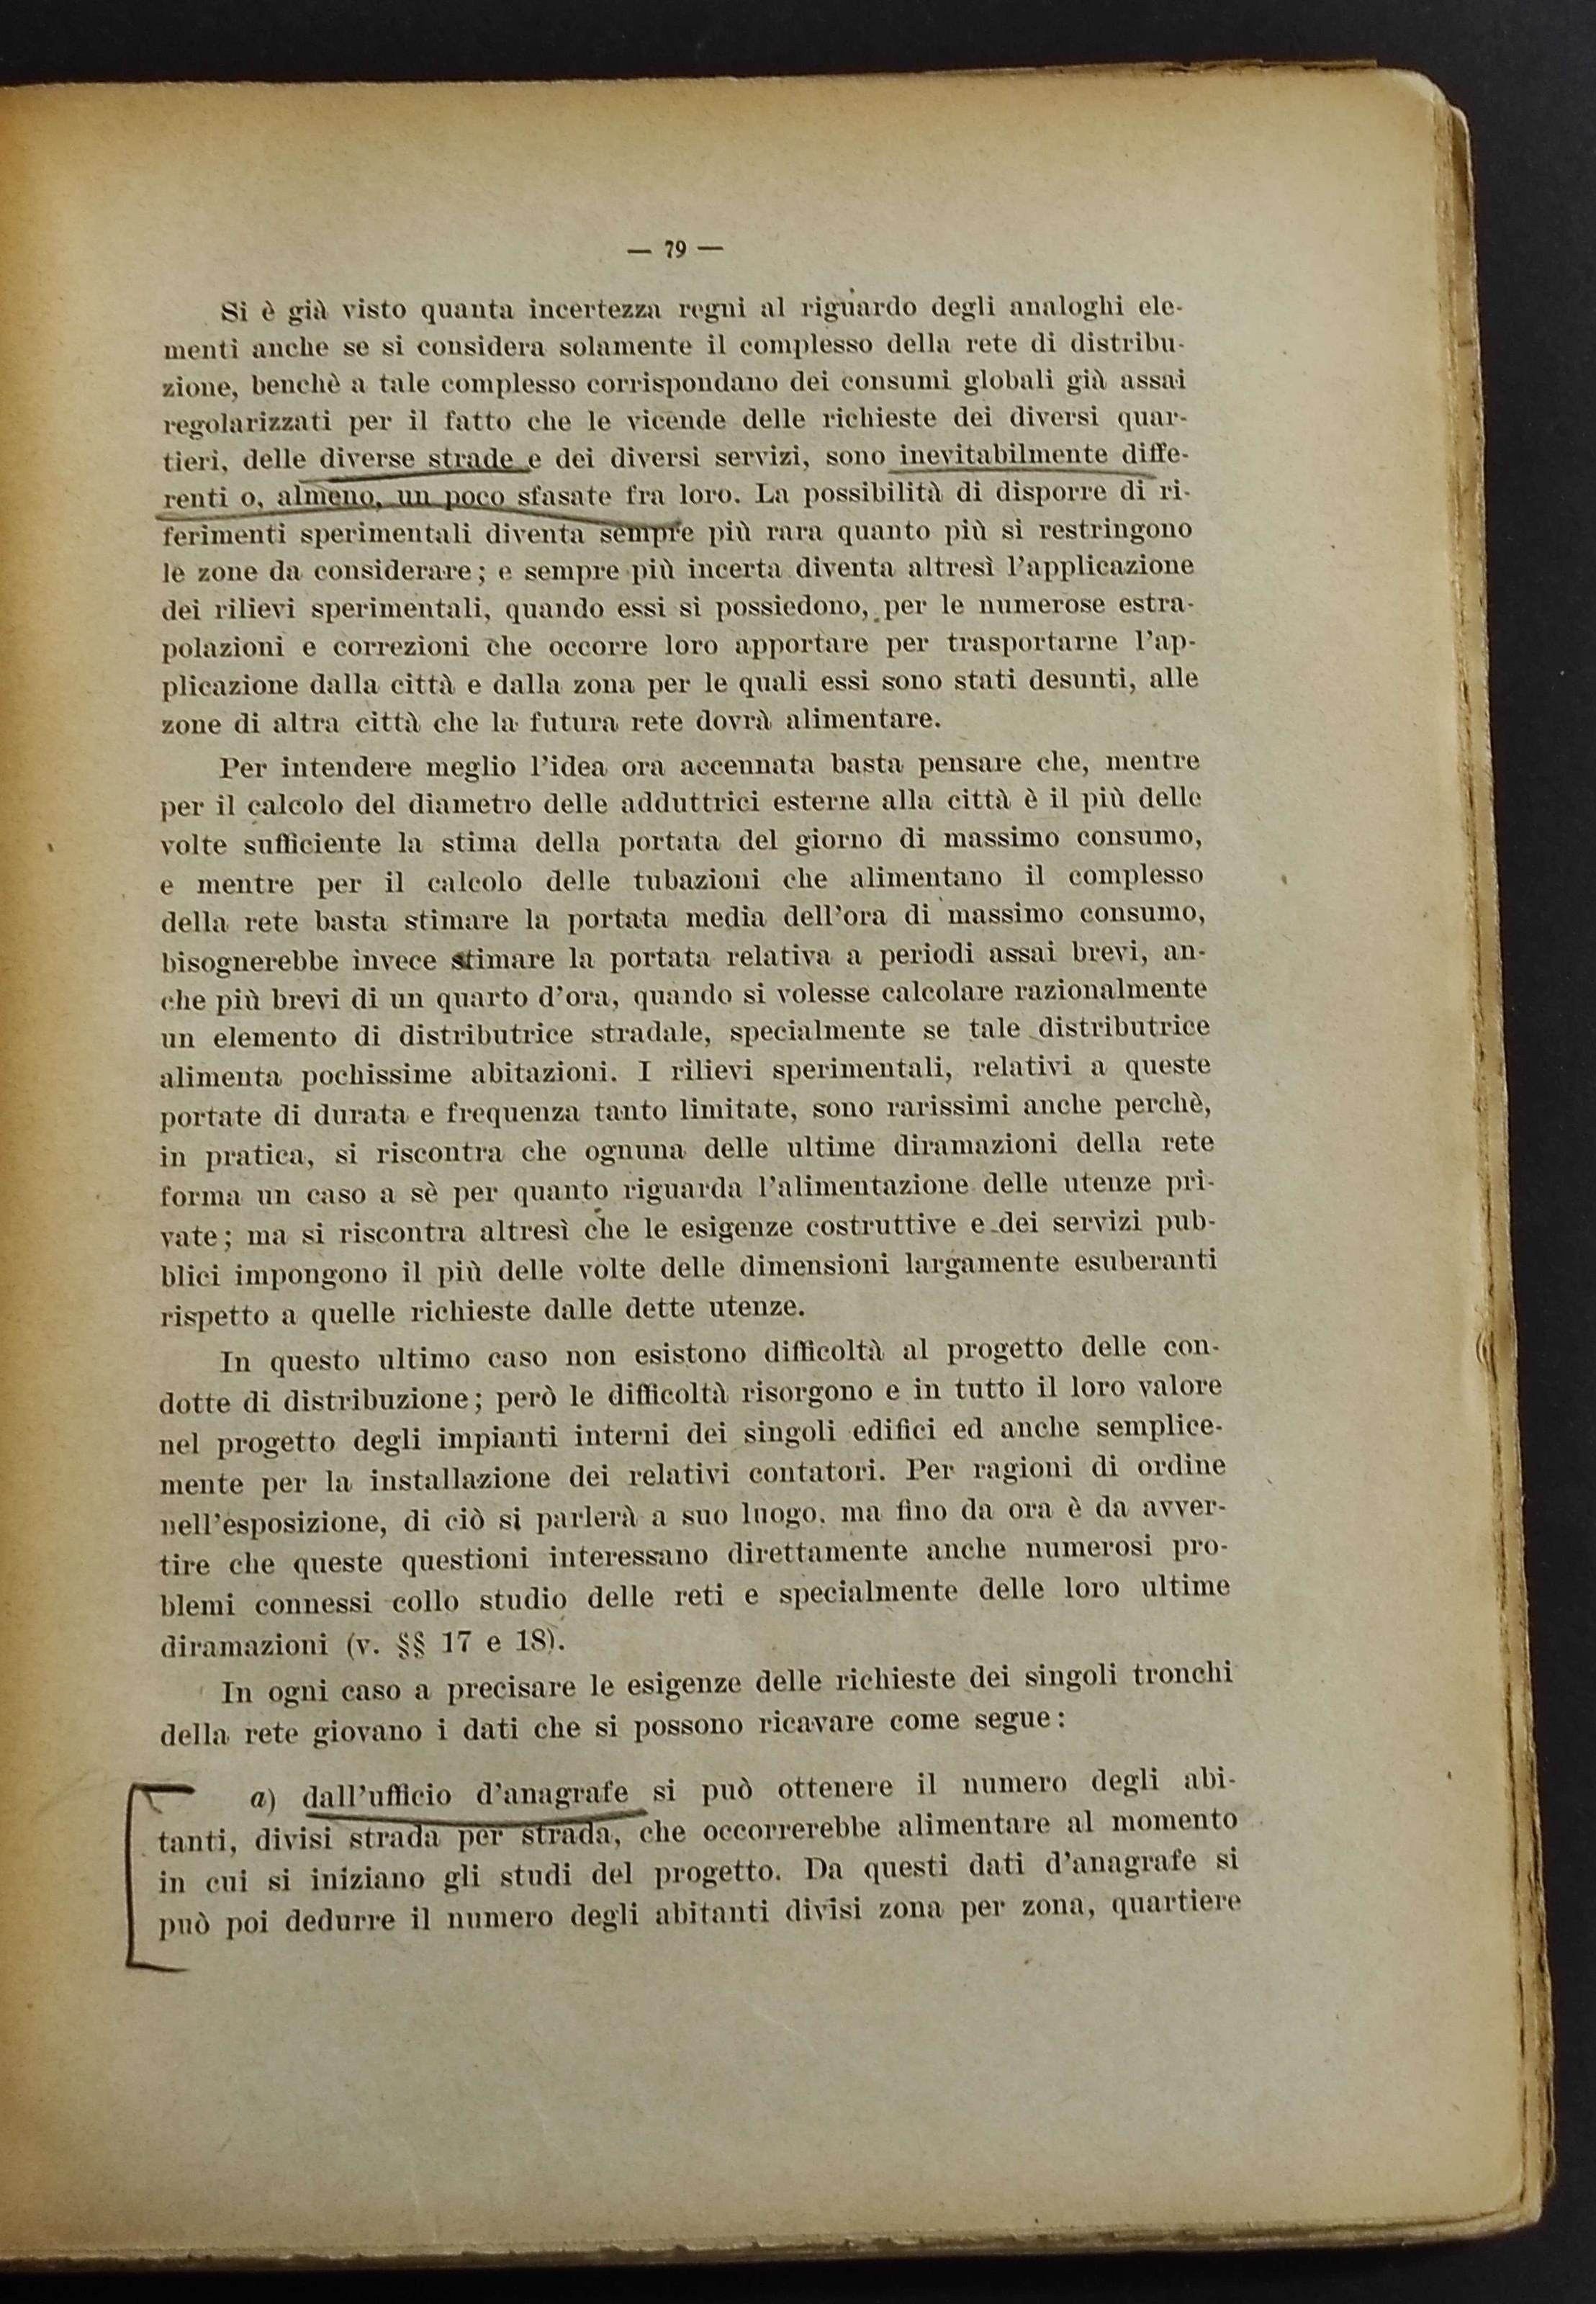 — 79 —
Si è già visto quanta incertezza regni al riguardo degli analoghi ele-
menti anche se si considera solamente il complesso della rete di distribu-
zione, benchè a tale complesso corrispondano dei consumi globali già assai
regolarizzati per il fatto che le vicende delle richieste dei diversi quar-
tieri, delle diverse strade e dei diversi servizi, sono inevitabilmente diffe-
renti o, almeno, un poco sfasate fra loro. La possibilità di disporre di ri-
ferimenti sperimentali diventa sempre più rara quanto più si restringono
le zone da considerare; e sempre più incerta diventa altresì l'applicazione
dei rilievi sperimentali, quando essi si possiedono, per le numerose estra-
polazioni e correzioni che occorre loro apportare per trasportarne l'ap-
plicazione dalla città e dalla zona per le quali essi sono stati desunti, alle
zone di altra città che la futura rete dovrà alimentare.
Per intendere meglio l'idea ora accennata basta pensare che, mentre
per il calcolo del diametro delle adduttrici esterne alla città è il più delle
volte sufficiente la stima della portata del giorno di massimo consumo,
e mentre per il calcolo delle tubazioni che alimentano il complesso
della rete basta stimare la portata media dell'ora di massimo consumo,
bisognerebbe invece stimare la portata relativa a periodi assai brevi, an-
che più brevi di un quarto d'ora, quando si volesse calcolare razionalmente
un elemento di distributrice stradale, specialmente se tale distributrice
alimenta pochissime abitazioni. I rilievi sperimentali, relativi a queste
portate di durata e frequenza tanto limitate, sono rarissimi anche perchè,
in pratica, si riscontra che ognuna delle ultime diramazioni della rete
forma un caso a sè per quanto riguarda l'alimentazione delle utenze pri-
vate; ma si riscontra altresì che le esigenze costruttive e dei servizi pub-
blici impongono il più delle volte delle dimensioni largamente esuberanti
rispetto a quelle richieste dalle dette utenze.
In questo ultimo caso non esistono difficoltà al progetto delle con-
dotte di distribuzione; però le difficoltà risorgono e in tutto il loro valore
nel progetto degli impianti interni dei singoli edifici ed anche semplice-
mente per la installazione dei relativi contatori. Per ragioni di ordine
nell'esposizione, di ciò si parlerà a suo luogo, ma fino da ora è da avver-
tire che queste questioni interessano direttamente anche numerosi pro-
blemi connessi collo studio delle reti e specialmente delle loro ultime
diramazioni (v. §§ 17 e 18).
In ogni caso a precisare le esigenze delle richieste dei singoli tronchi
della rete giovano i dati che si possono ricavare come segue:
a) dall'ufficio d'anagrafe si può ottenere il numero degli abi-
tanti, divisi strada per strada, che occorrerebbe alimentare al momento
in cui si iniziano gli studi del progetto. Da questi dati d'anagrafe si
può poi dedurre il numero degli abitanti divisi zona per zona, quartiere